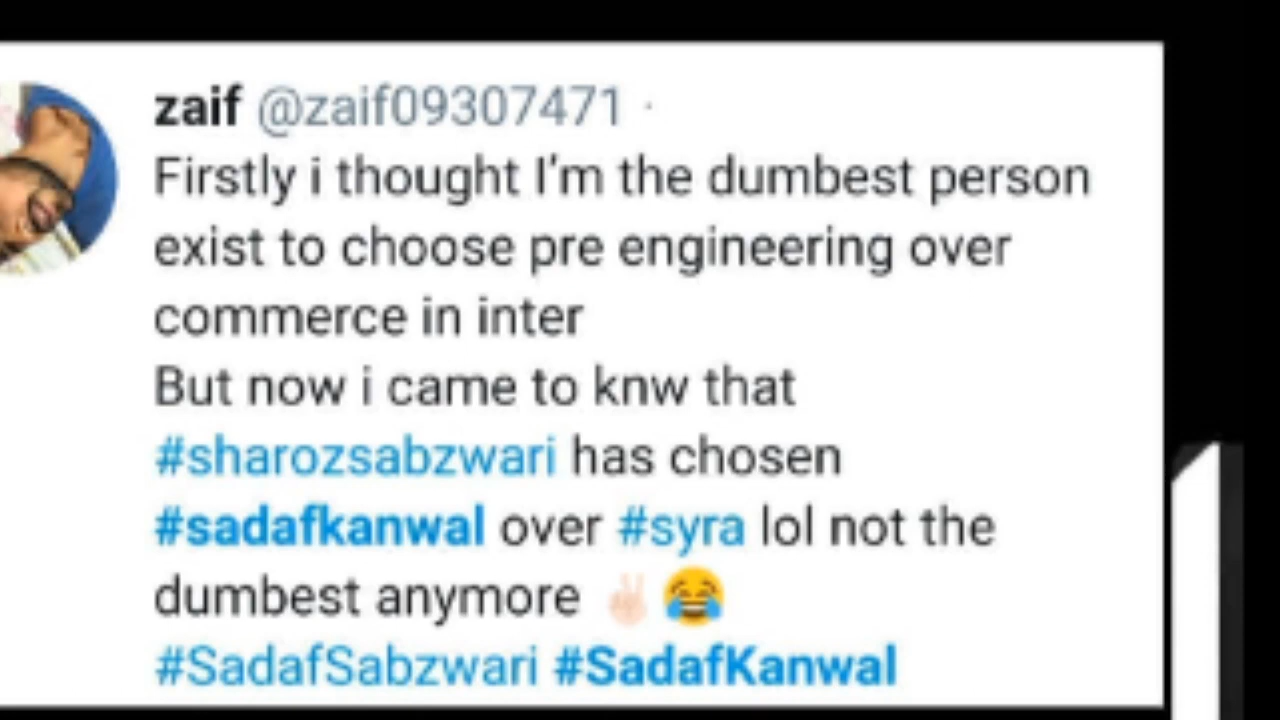 zaif @zaif09307471 ·
Firstly i thought I'm the dumbest person
exist to choose pre engineering over
commerce in inter
But now i came to knw that
#sharozsabzwari has chosen
#sadafkanwal over #syra lol not the
dumbest anymore ✌🏻😂
#SadafSabzwari #SadafKanwal